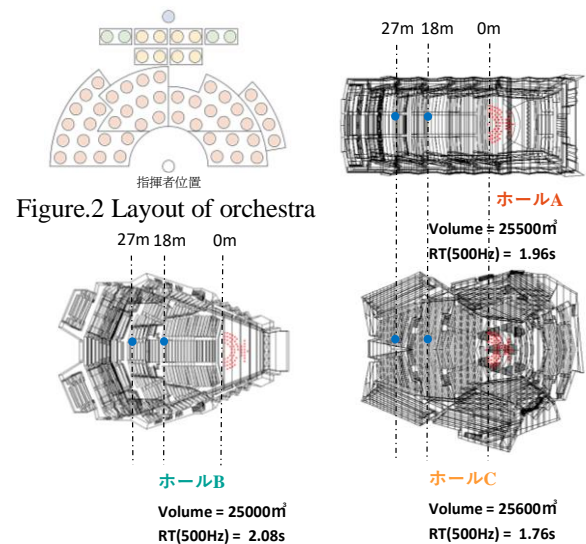 指揮者位置
Figure.2 Layout of orchestra
27m 18m 0m
ホールA
Volume = 25500㎥
RT(500Hz) = 1.96s
27m 18m 0m
ホールB
Volume = 25000㎥
RT(500Hz) = 2.08s
ホールC
Volume = 25600㎥
RT(500Hz) = 1.76s